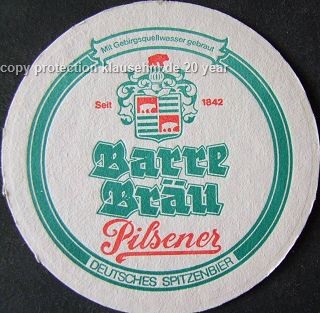 Mit Gebirgsquellwasser gebraut
copy protection klausehm.de 20 year
Seit 1842
Barre
Bräu
Pilsener
DEUTSCHES SPITZENBIER